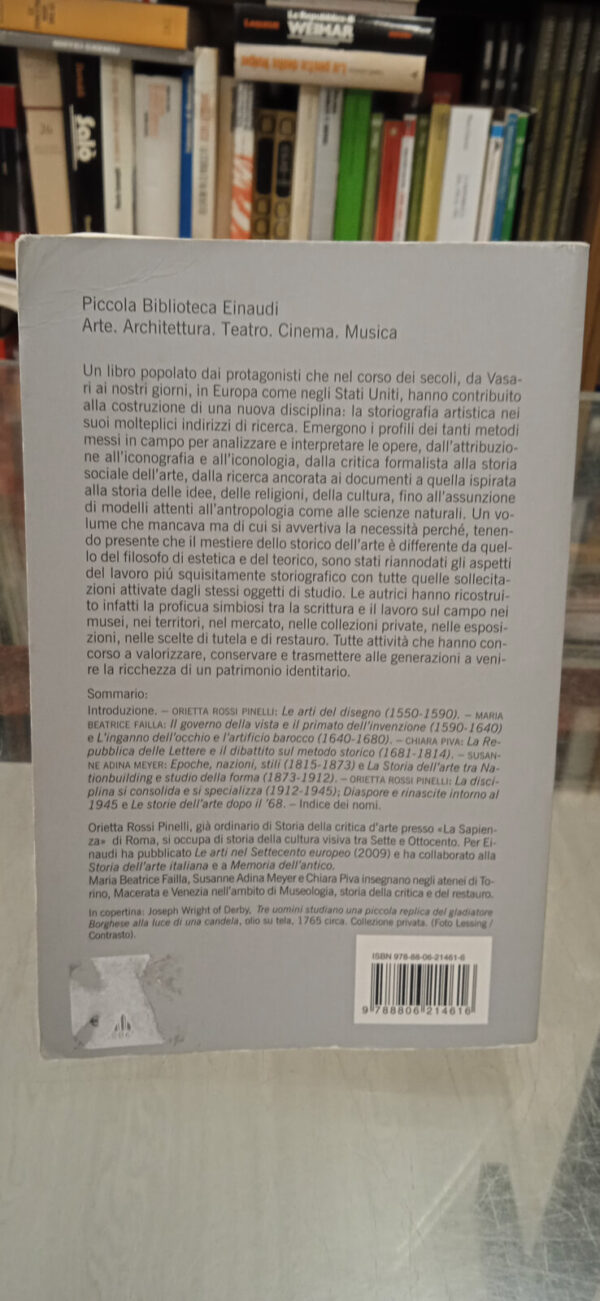 La Repubblica di
WEIMAR
Salò
26
Piccola Biblioteca Einaudi
Arte. Architettura. Teatro. Cinema. Musica
Un libro popolato dai protagonisti che nel corso dei secoli, da Vasa-
ri ai nostri giorni, in Europa come negli Stati Uniti, hanno contribuito
alla costruzione di una nuova disciplina: la storiografia artistica nei
suoi molteplici indirizzi di ricerca. Emergono i profili dei tanti metodi
messi in campo per analizzare e interpretare le opere, dall'attribuzio-
ne all'iconografia e all'iconologia, dalla critica formalista alla storia
sociale dell'arte, dalla ricerca ancorata ai documenti a quella ispirata
alla storia delle idee, delle religioni, della cultura, fino all'assunzione
di modelli attenti all'antropologia come alle scienze naturali. Un vo-
lume che mancava ma di cui si avvertiva la necessità perché, tenen-
do presente che il mestiere dello storico dell'arte è differente da quel-
lo del filosofo di estetica e del teorico, sono stati riannodati gli aspetti
del lavoro piú squisitamente storiografico con tutte quelle sollecita-
zioni attivate dagli stessi oggetti di studio. Le autrici hanno ricostrui-
to infatti la proficua simbiosi tra la scrittura e il lavoro sul campo nei
musei, nei territori, nel mercato, nelle collezioni private, nelle esposi-
zioni, nelle scelte di tutela e di restauro. Tutte attività che hanno con-
corso a valorizzare, conservare e trasmettere alle generazioni a veni-
re la ricchezza di un patrimonio identitario.
Sommario:
Introduzione. – ORIETTA ROSSI PINELLI: Le arti del disegno (1550-1590). – MARIA
BEATRICE FAILLA: Il governo della vista e il primato dell'invenzione (1590-1640)
e L'inganno dell'occhio e l'artificio barocco (1640-1680). – CHIARA PIVA: La Re-
pubblica delle Lettere e il dibattito sul metodo storico (1681-1814). – SUSAN-
NE ADINA MEYER: Epoche, nazioni, stili (1815-1873) e La Storia dell'arte tra Na-
tionbuilding e studio della forma (1873-1912). – ORIETTA ROSSI PINELLI: La disci-
plina si consolida e si specializza (1912-1945); Diaspore e rinascite intorno al
1945 e Le storie dell'arte dopo il '68. – Indice dei nomi.
Orietta Rossi Pinelli, già ordinario di Storia della critica d'arte presso «La Sapien-
za» di Roma, si occupa di storia della cultura visiva tra Sette e Ottocento. Per Ei-
naudi ha pubblicato Le arti nel Settecento europeo (2009) e ha collaborato alla
Storia dell'arte italiana e a Memoria dell'antico.
Maria Beatrice Failla, Susanne Adina Meyer e Chiara Piva insegnano negli atenei di To-
rino, Macerata e Venezia nell'ambito di Museologia, storia della critica e del restauro.
In copertina: Joseph Wright of Derby, Tre uomini studiano una piccola replica del gladiatore
Borghese alla luce di una candela, olio su tela, 1765 circa. Collezione privata. (Foto Lessing /
Contrasto).
ISBN 978-88-06-21461-6
9 788806 214616